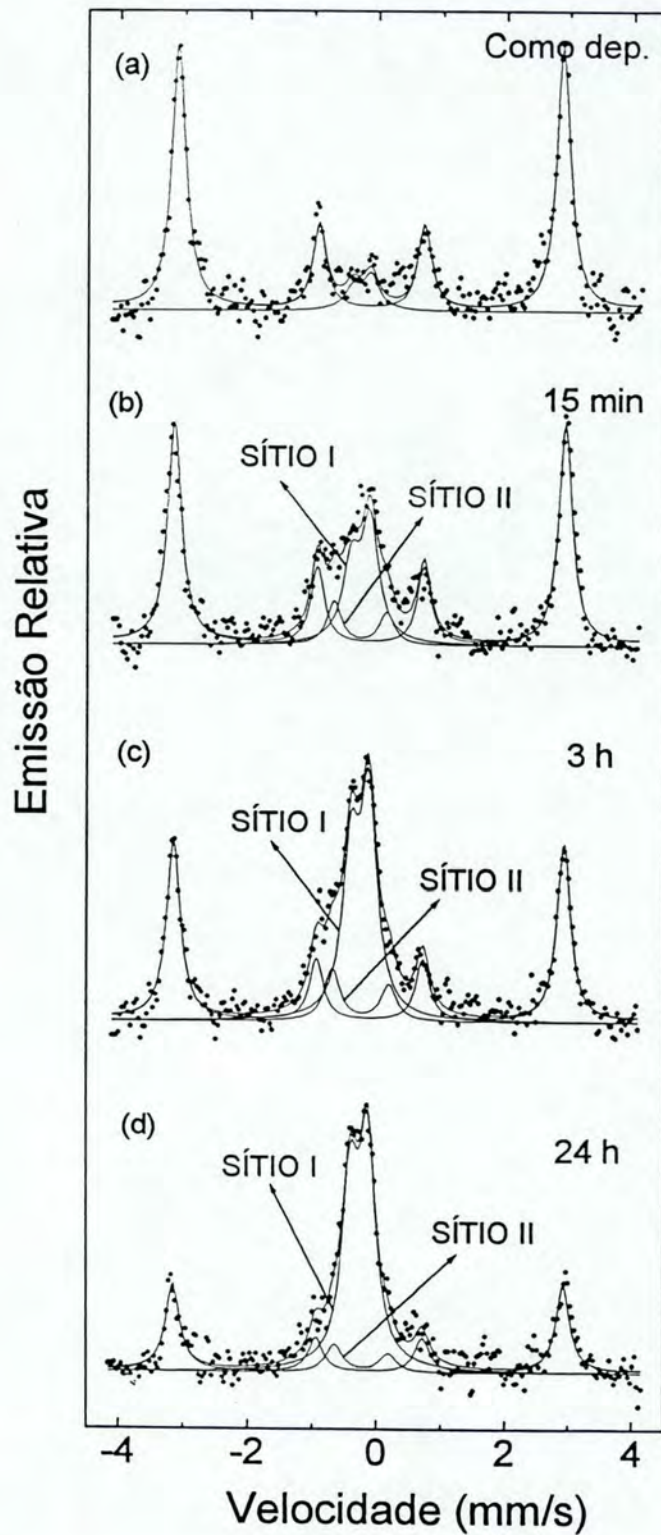 (a)
Como dep.
(b)
15 min
SÍTIO I
SÍTIO II
(c)
3 h
SÍTIO I
SÍTIO II
(d)
24 h
SÍTIO I
SÍTIO II
Emissão Relativa
-4 -2 0 2 4
Velocidade (mm/s)